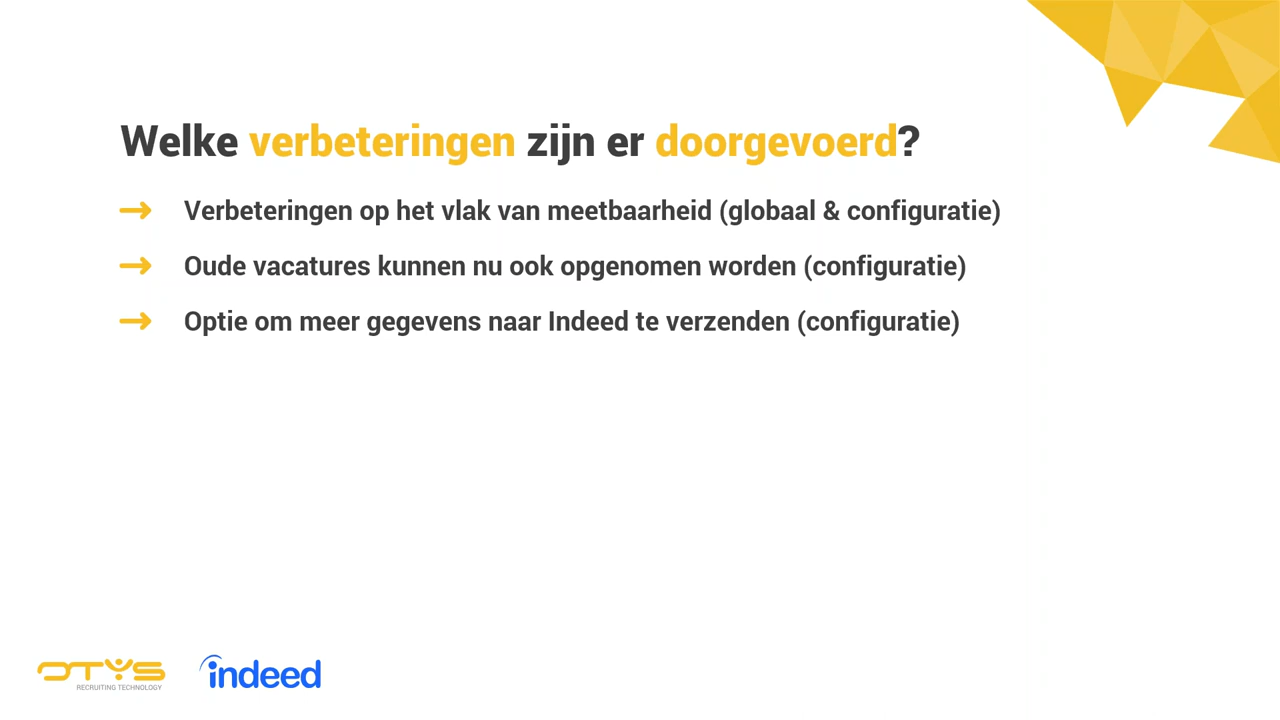 Welke verbeteringen zijn er doorgevoerd?
Verbeteringen op het vlak van meetbaarheid (globaal & configuratie)
Oude vacatures kunnen nu ook opgenomen worden (configuratie)
Optie om meer gegevens naar Indeed te verzenden (configuratie)
OTYS
RECRUITING TECHNOLOGY
indeed